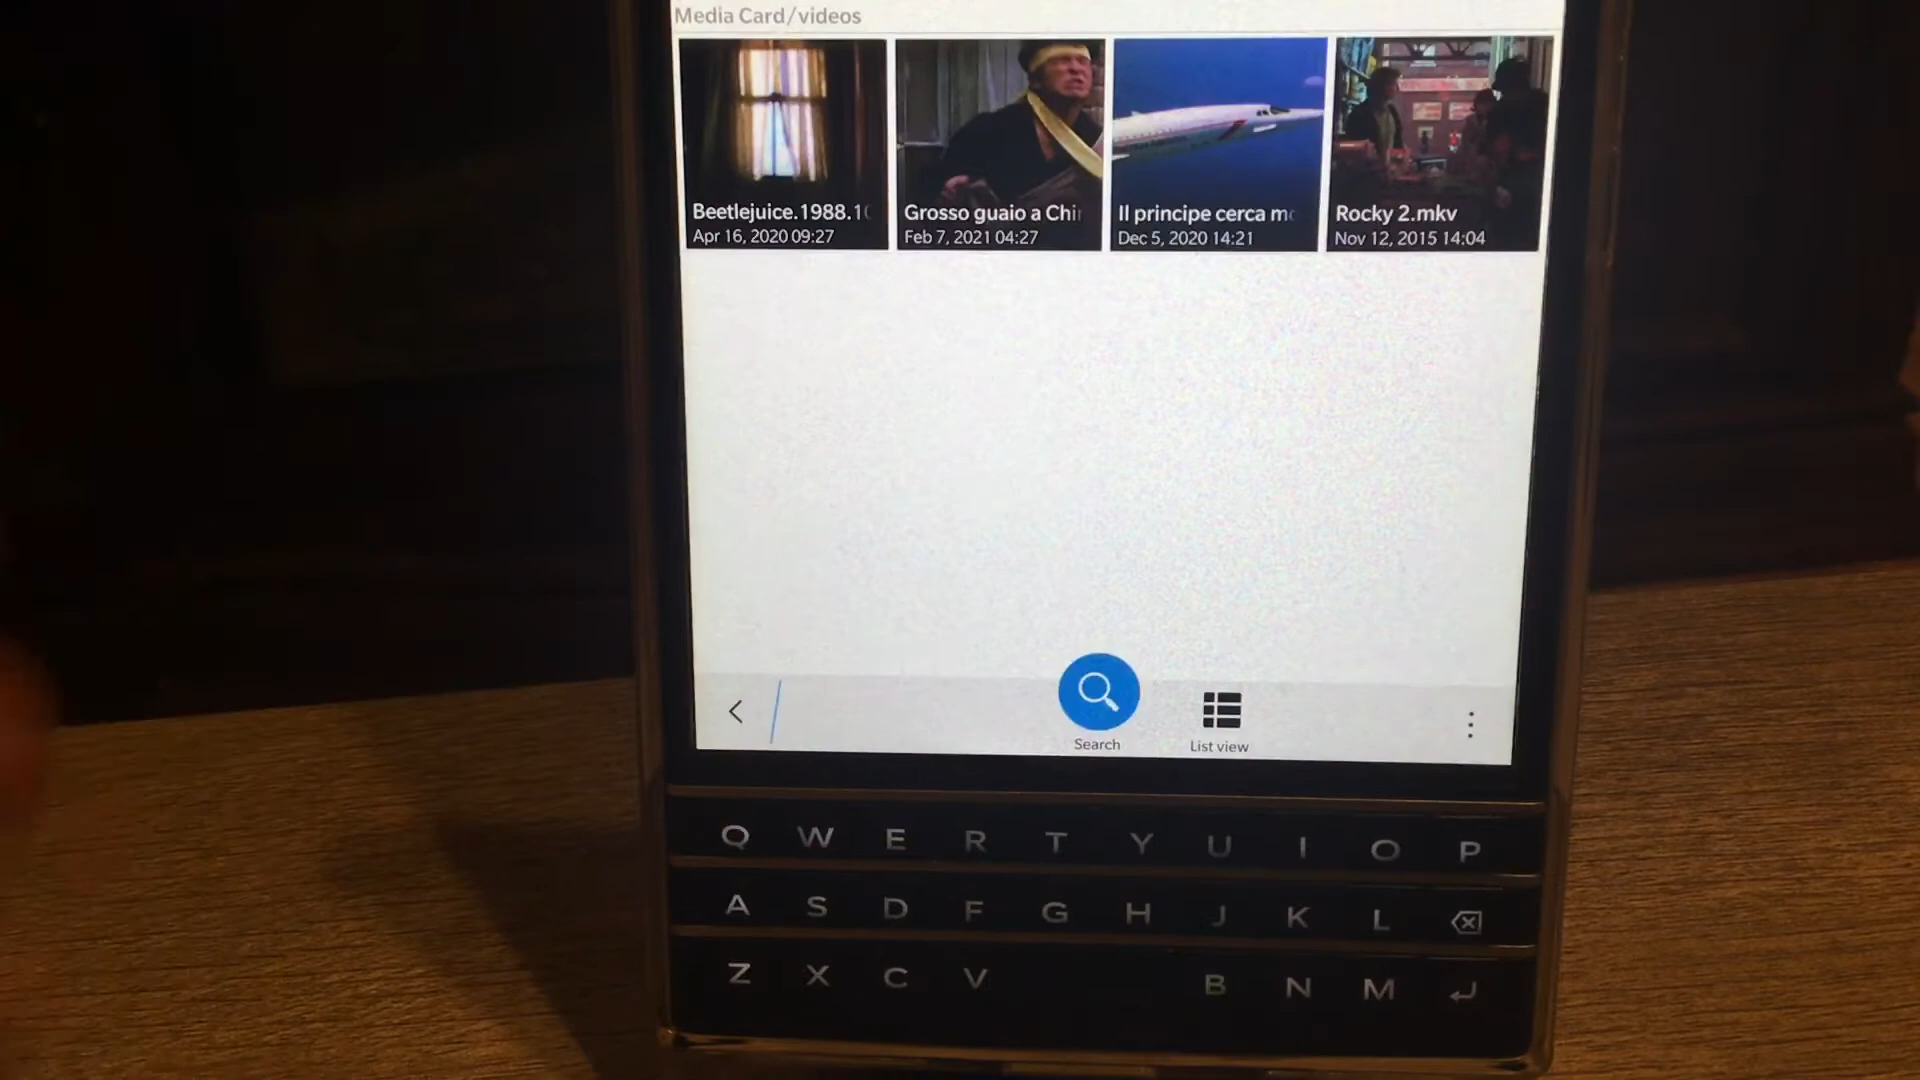 Media Card/videos
Beetlejuice.1988.1
Apr 16, 2020 09:27
Grosso guaio a Chi
Feb 7, 2021 04:27
Il principe cerca m
Dec 5, 2020 14:21
Rocky 2.mkv
Nov 12, 2015 14:04
Search
List view
Q W E R T Y U I O P
A S D F G H J K L
Z X C V B N M